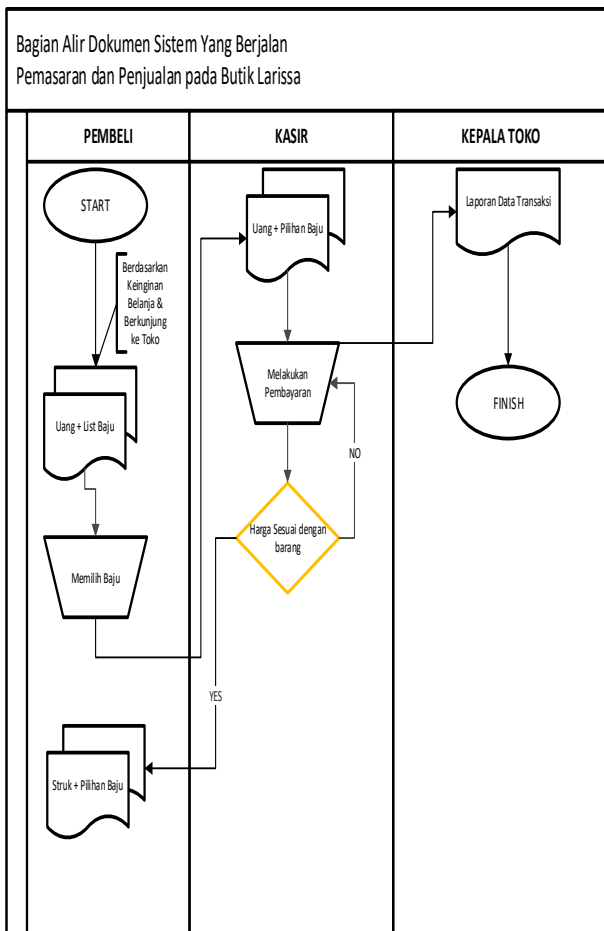 Bagian Alir Dokumen Sistem Yang Berjalan
Pemasaran dan Penjualan pada Butik Larissa
PEMBELI
KASIR
KEPALA TOKO
START
Berdasarkan
Keinginan
Belanja &
Berkunjung
ke Toko
Uang + List Baju
Memilih Baju
Struk + Pilihan Baju
Uang + Pilihan Baju
Melakukan
Pembayaran
NO
Harga Sesuai dengan
barang
YES
Laporan Data Transaksi
FINISH